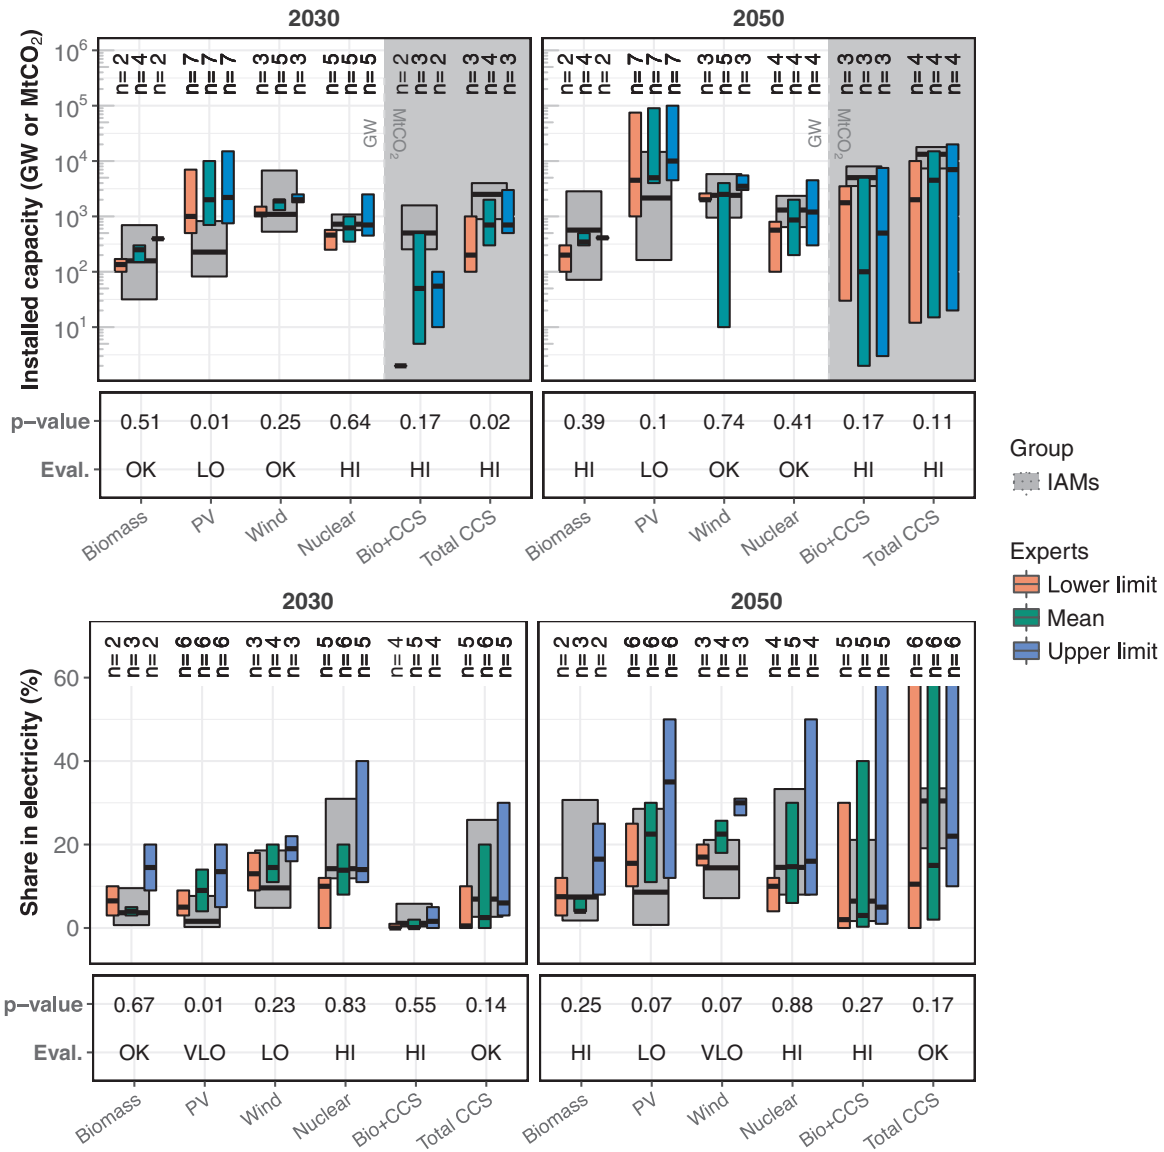 2030
2050
Installed capacity (GW or MtCO2)
10^6
10^5
10^4
10^3
10^2
10^1
n= 2
n= 4
n= 2
n= 7
n= 7
n= 7
n= 3
n= 5
n= 3
n= 5
n= 5
n= 5
n= 2
n= 3
n= 2
n= 3
n= 4
n= 3
GW
MtCO2
n= 2
n= 4
n= 2
n= 7
n= 7
n= 7
n= 3
n= 5
n= 3
n= 4
n= 4
n= 4
n= 3
n= 3
n= 3
n= 4
n= 4
n= 4
GW
MtCO2
p–value 0.51 0.01 0.25 0.64 0.17 0.02 0.39 0.1 0.74 0.41 0.17 0.11
Eval. OK LO OK HI HI HI HI LO OK OK HI HI
Biomass PV Wind Nuclear Bio+CCS Total CCS Biomass PV Wind Nuclear Bio+CCS Total CCS
Group
IAMs
Experts
Lower limit
Mean
Upper limit
2030
2050
Share in electricity (%)
60
40
20
0
n= 2
n= 3
n= 2
n= 6
n= 6
n= 6
n= 3
n= 4
n= 3
n= 5
n= 6
n= 5
n= 4
n= 5
n= 4
n= 5
n= 6
n= 5
n= 2
n= 3
n= 2
n= 6
n= 6
n= 6
n= 3
n= 4
n= 3
n= 4
n= 5
n= 4
n= 5
n= 5
n= 5
n= 6
n= 6
n= 6
p–value 0.67 0.01 0.23 0.83 0.55 0.14 0.25 0.07 0.07 0.88 0.27 0.17
Eval. OK VLO LO HI HI OK HI LO VLO HI HI OK
Biomass PV Wind Nuclear Bio+CCS Total CCS Biomass PV Wind Nuclear Bio+CCS Total CCS